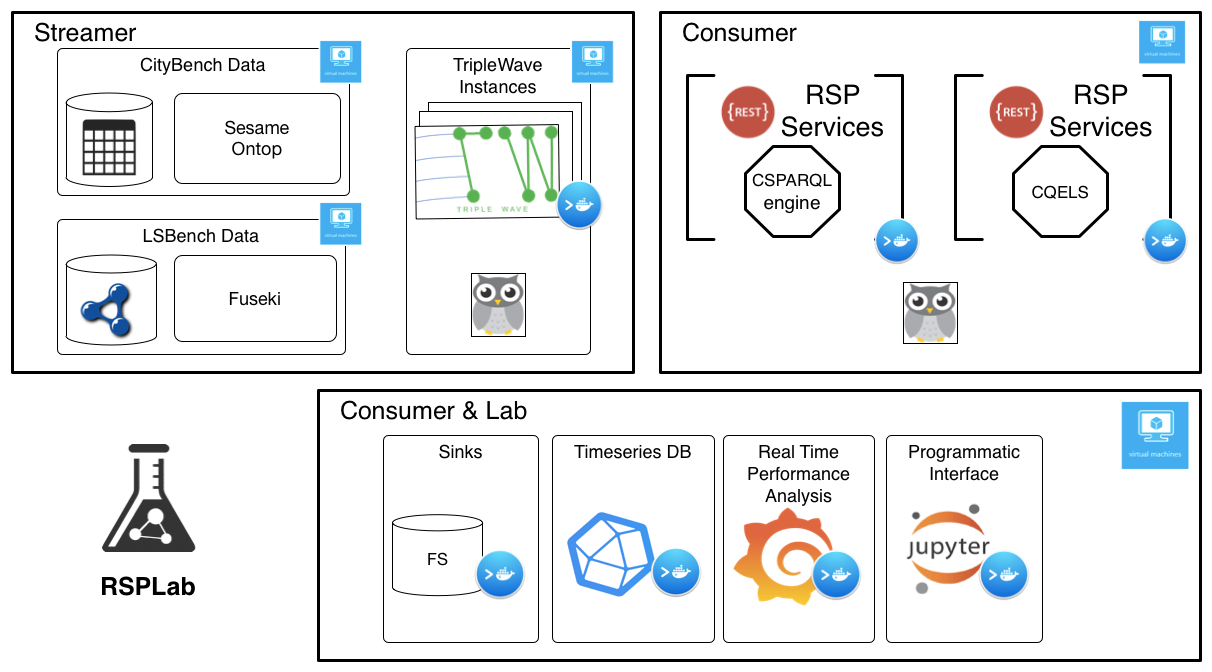 Streamer
CityBench Data
virtual machines
Sesame
Ontop
LSBench Data
virtual machines
Fuseki
TripleWave
Instances
virtual machines
TRIPLE WAVE
>
Consumer
virtual machines
{REST}
RSP
Services
CSPARQL
engine
>
{REST}
RSP
Services
CQELS
>
Consumer & Lab
virtual machines
Sinks
FS
>
Timeseries DB
>
Real Time
Performance
Analysis
>
Programmatic
Interface
jupyter
>
RSPLab